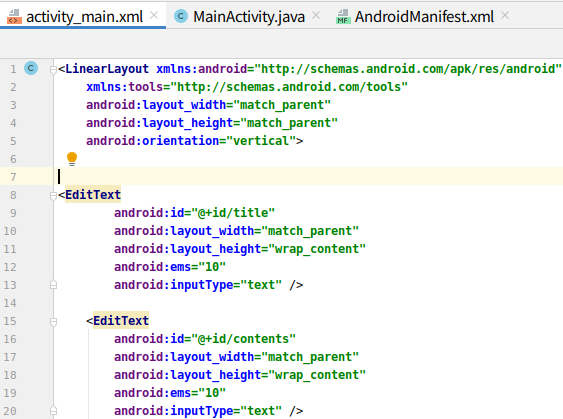 activity_main.xml MainActivity.java AndroidManifest.xml
1 <LinearLayout xmlns:android="http://schemas.android.com/apk/res/android"
2 xmlns:tools="http://schemas.android.com/tools"
3 android:layout_width="match_parent"
4 android:layout_height="match_parent"
5 android:orientation="vertical">
6
7
8 <EditText
9 android:id="@+id/title"
10 android:layout_width="match_parent"
11 android:layout_height="wrap_content"
12 android:ems="10"
13 android:inputType="text" />
14
15 <EditText
16 android:id="@+id/contents"
17 android:layout_width="match_parent"
18 android:layout_height="wrap_content"
19 android:ems="10"
20 android:inputType="text" />